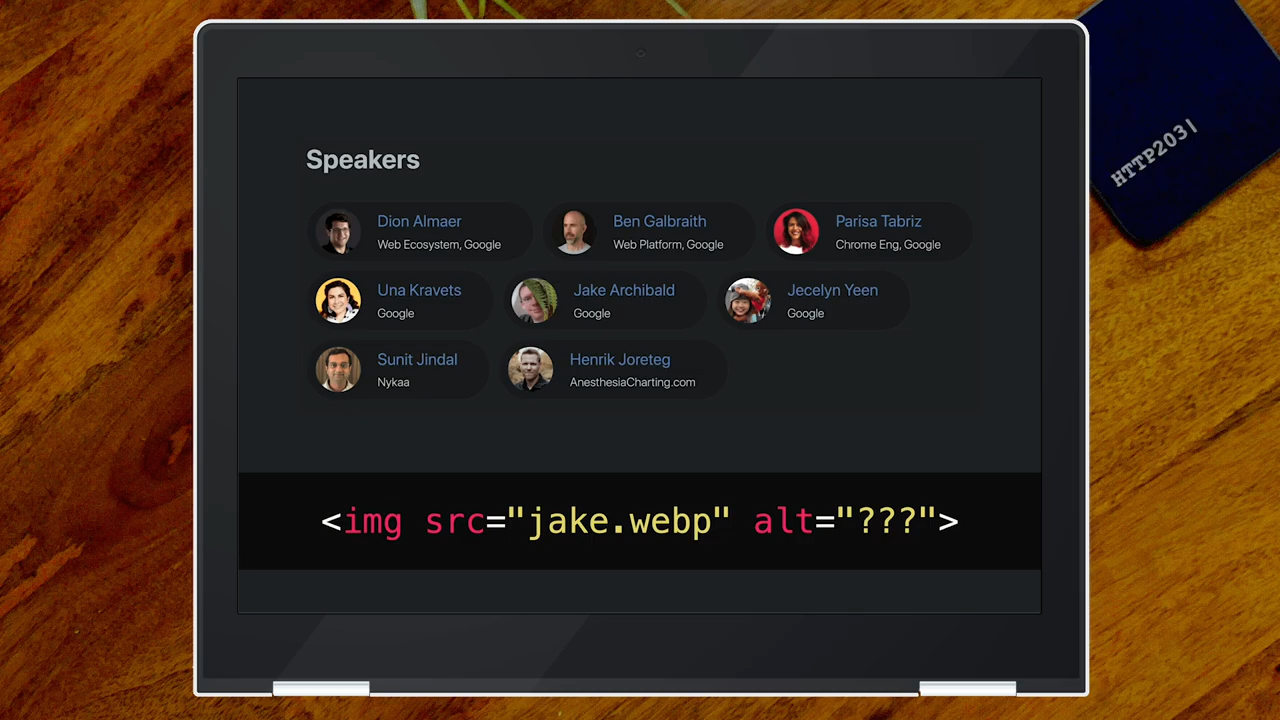 HTTP203|
Speakers
Dion Almaer
Web Ecosystem, Google
Ben Galbraith
Web Platform, Google
Parisa Tabriz
Chrome Eng, Google
Una Kravets
Google
Jake Archibald
Google
Jecelyn Yeen
Google
Sunit Jindal
Nykaa
Henrik Joreteg
AnesthesiaCharting.com
<img src="jake.webp" alt="???">